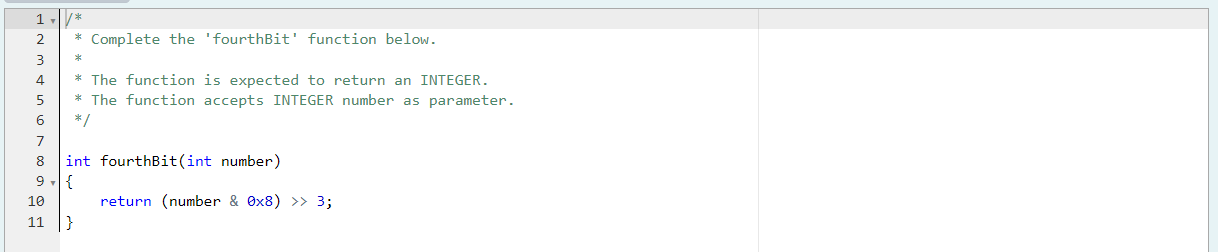 1 /*
2  * Complete the 'fourthBit' function below.
3  *
4  * The function is expected to return an INTEGER.
5  * The function accepts INTEGER number as parameter.
6  */
7
8 int fourthBit(int number)
9 {
10     return (number & 0x8) >> 3;
11 }